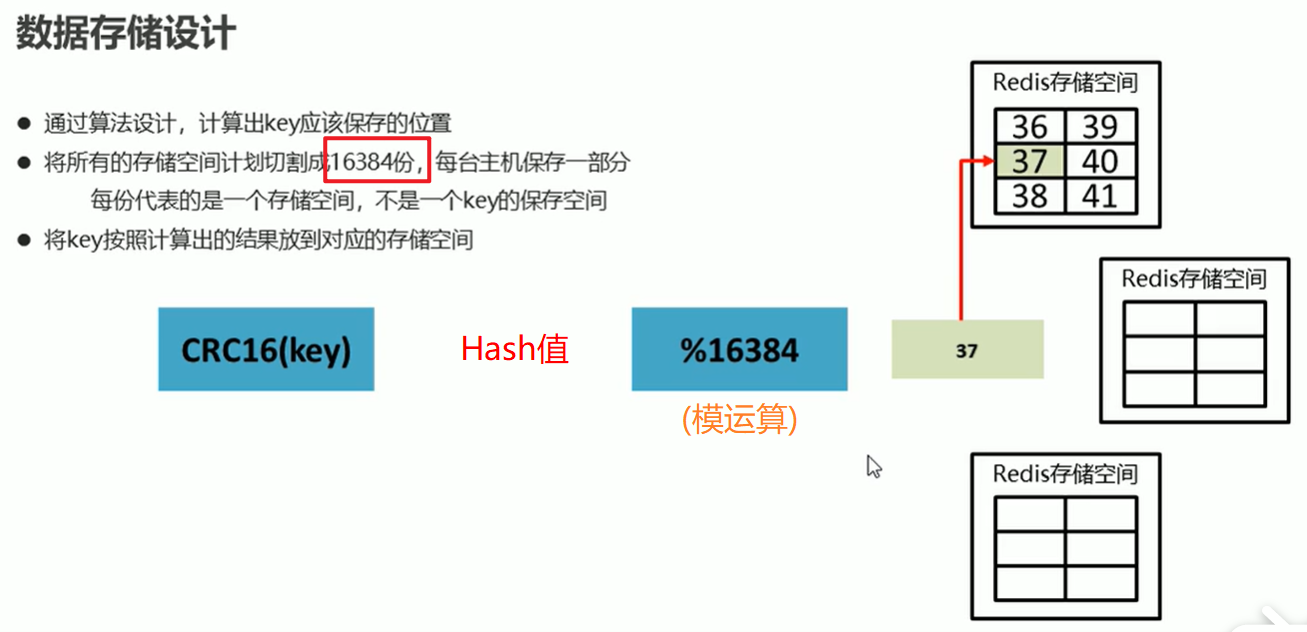 数据存储设计
● 通过算法设计，计算出key应该保存的位置
● 将所有的存储空间计划切割成16384份，每台主机保存一部分
每份代表的是一个存储空间，不是一个key的保存空间
● 将key按照计算出的结果放到对应的存储空间
CRC16(key)
Hash值
%16384
(模运算)
37
Redis存储空间
36 39
37 40
38 41
Redis存储空间
Redis存储空间